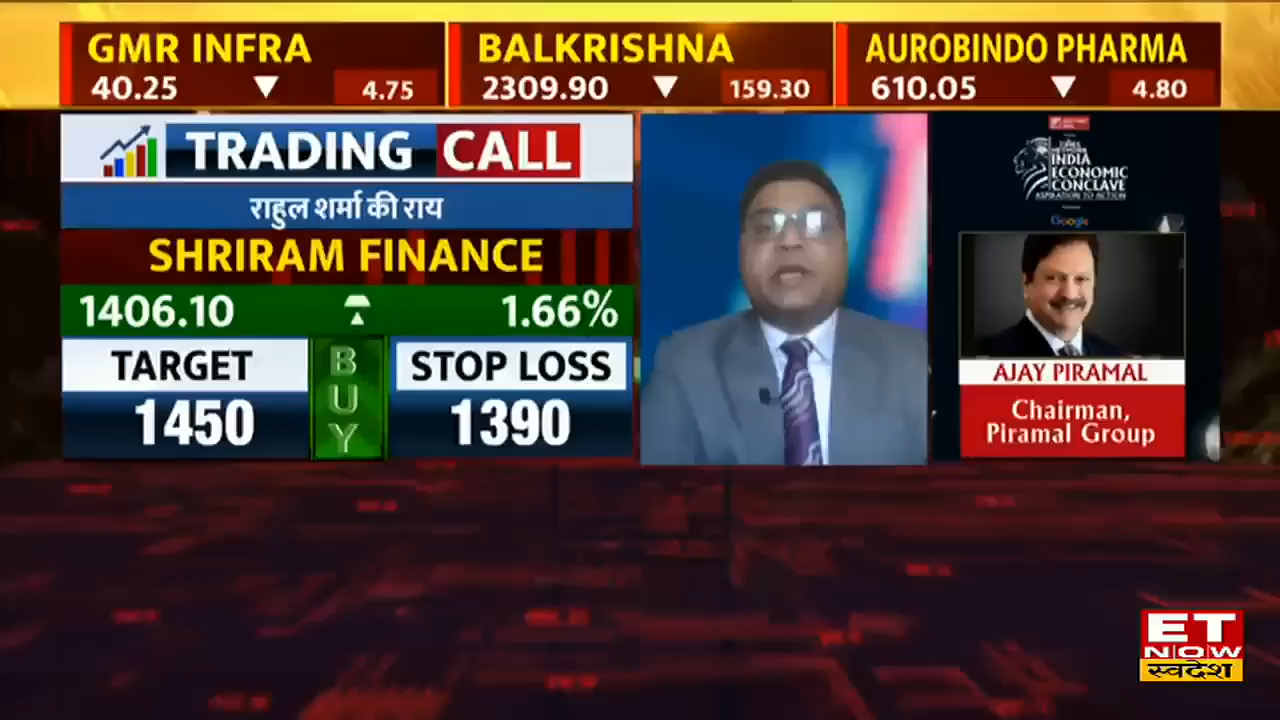 GMR INFRA
40.25 ▼ 4.75
BALKRISHNA
2309.90 ▼ 159.30
AUROBINDO PHARMA
610.05 ▼ 4.80
TRADING CALL
राहुल शर्मा की राय
SHRIRAM FINANCE
1406.10 1.66%
TARGET
1450
BUY
STOP LOSS
1390
INDIA
ECONOMIC
CONCLAVE
ASPIRATION TO ACTION
Google
AJAY PIRAMAL
Chairman,
Piramal Group
ET
NOW
स्वदेश